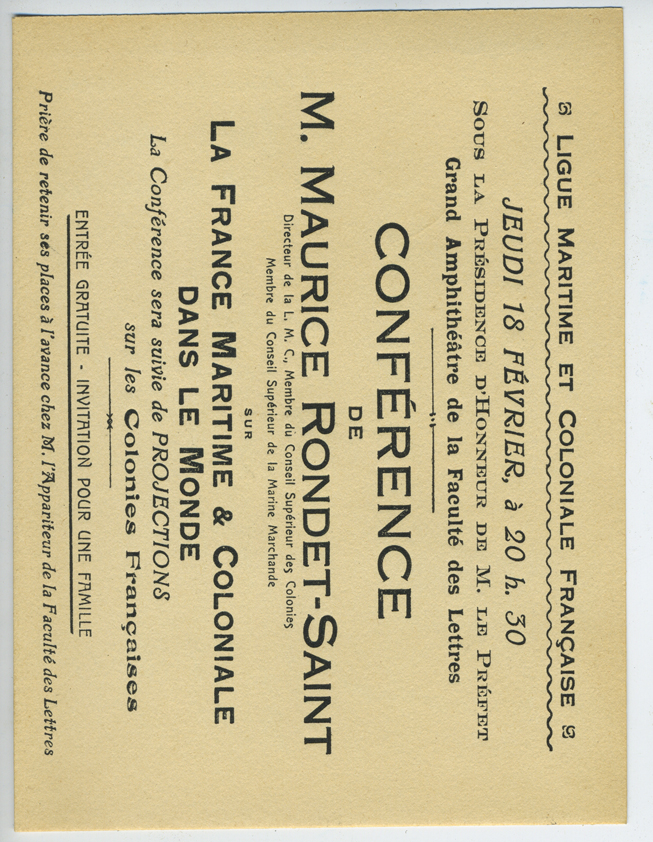 LIGUE MARITIME ET COLONIALE FRANÇAISE
JEUDI 18 FÉVRIER, à 20 h. 30
SOUS LA PRÉSIDENCE D'HONNEUR DE M. LE PRÉFET
Grand Amphithéâtre de la Faculté des Lettres
CONFÉRENCE
DE
M. MAURICE RONDET-SAINT
Directeur de la L. M. C., Membre du Conseil Supérieur des Colonies
Membre du Conseil Supérieur de la Marine Marchande
SUR
LA FRANCE MARITIME & COLONIALE
DANS LE MONDE
La Conférence sera suivie de PROJECTIONS
sur les Colonies Françaises
ENTRÉE GRATUITE - INVITATION POUR UNE FAMILLE
Prière de retenir ses places à l'avance chez M. l'Appariteur de la Faculté des Lettres